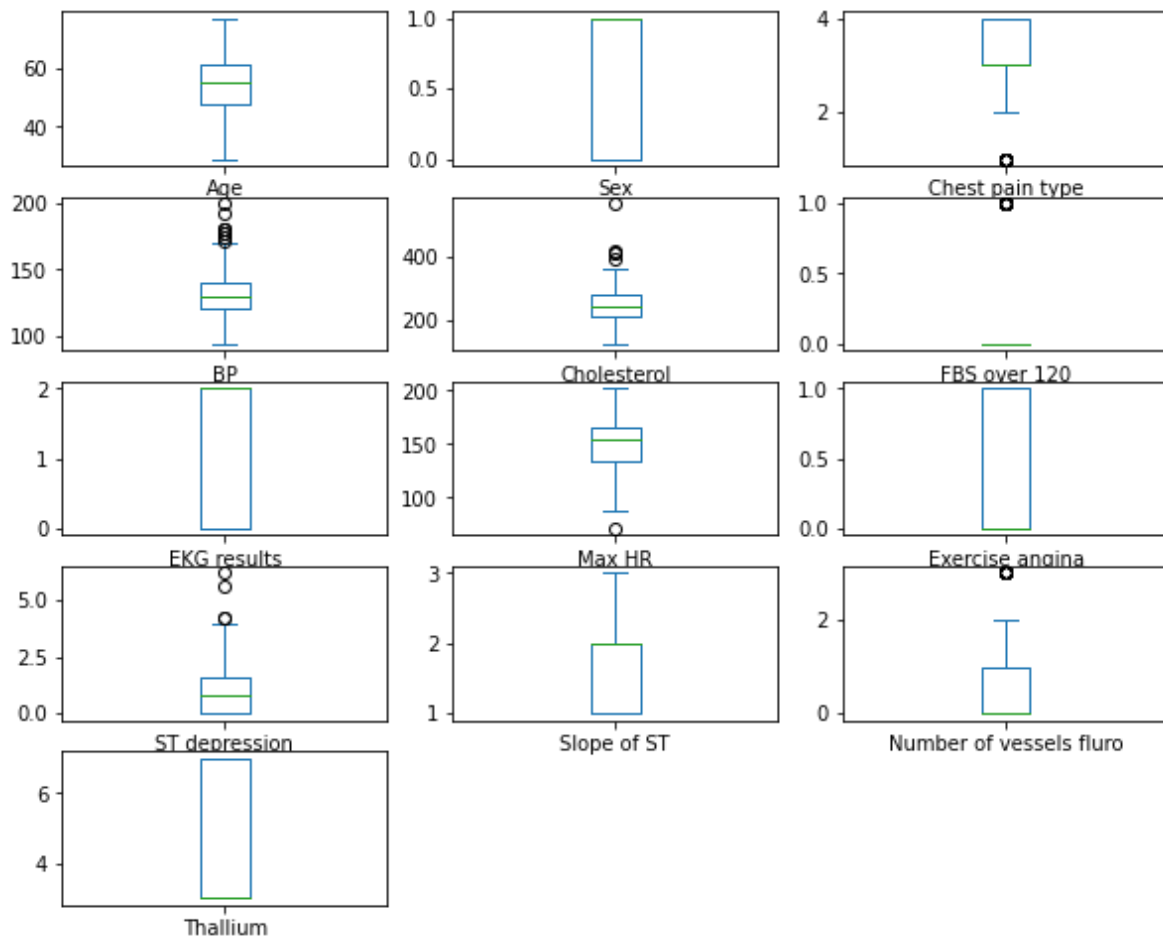 60
40
Age
1.0
0.5
0.0
Sex
4
2
Chest pain type
200
150
100
BP
400
200
Cholesterol
1.0
0.5
0.0
FBS over 120
2
1
0
EKG results
200
150
100
Max HR
1.0
0.5
0.0
Exercise angina
5.0
2.5
0.0
ST depression
3
2
1
Slope of ST
2
0
Number of vessels fluro
6
4
Thallium